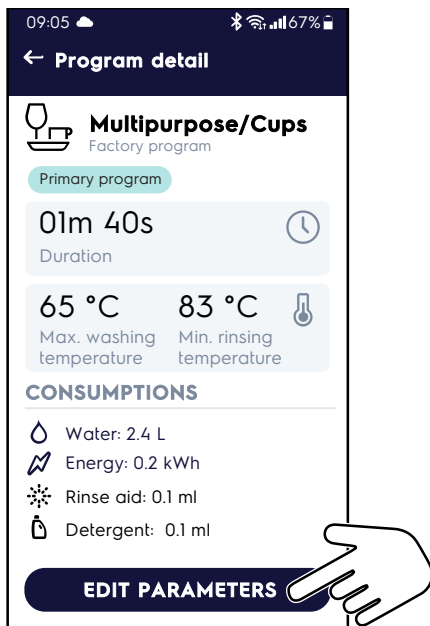 09:05 67%
Program detail
Multipurpose/Cups
Factory program
Primary program
01m 40s
Duration
65 °C 83 °C
Max. washing Min. rinsing
temperature temperature
CONSUMPTIONS
Water: 2.4 L
Energy: 0.2 kWh
Rinse aid: 0.1 ml
Detergent: 0.1 ml
EDIT PARAMETERS